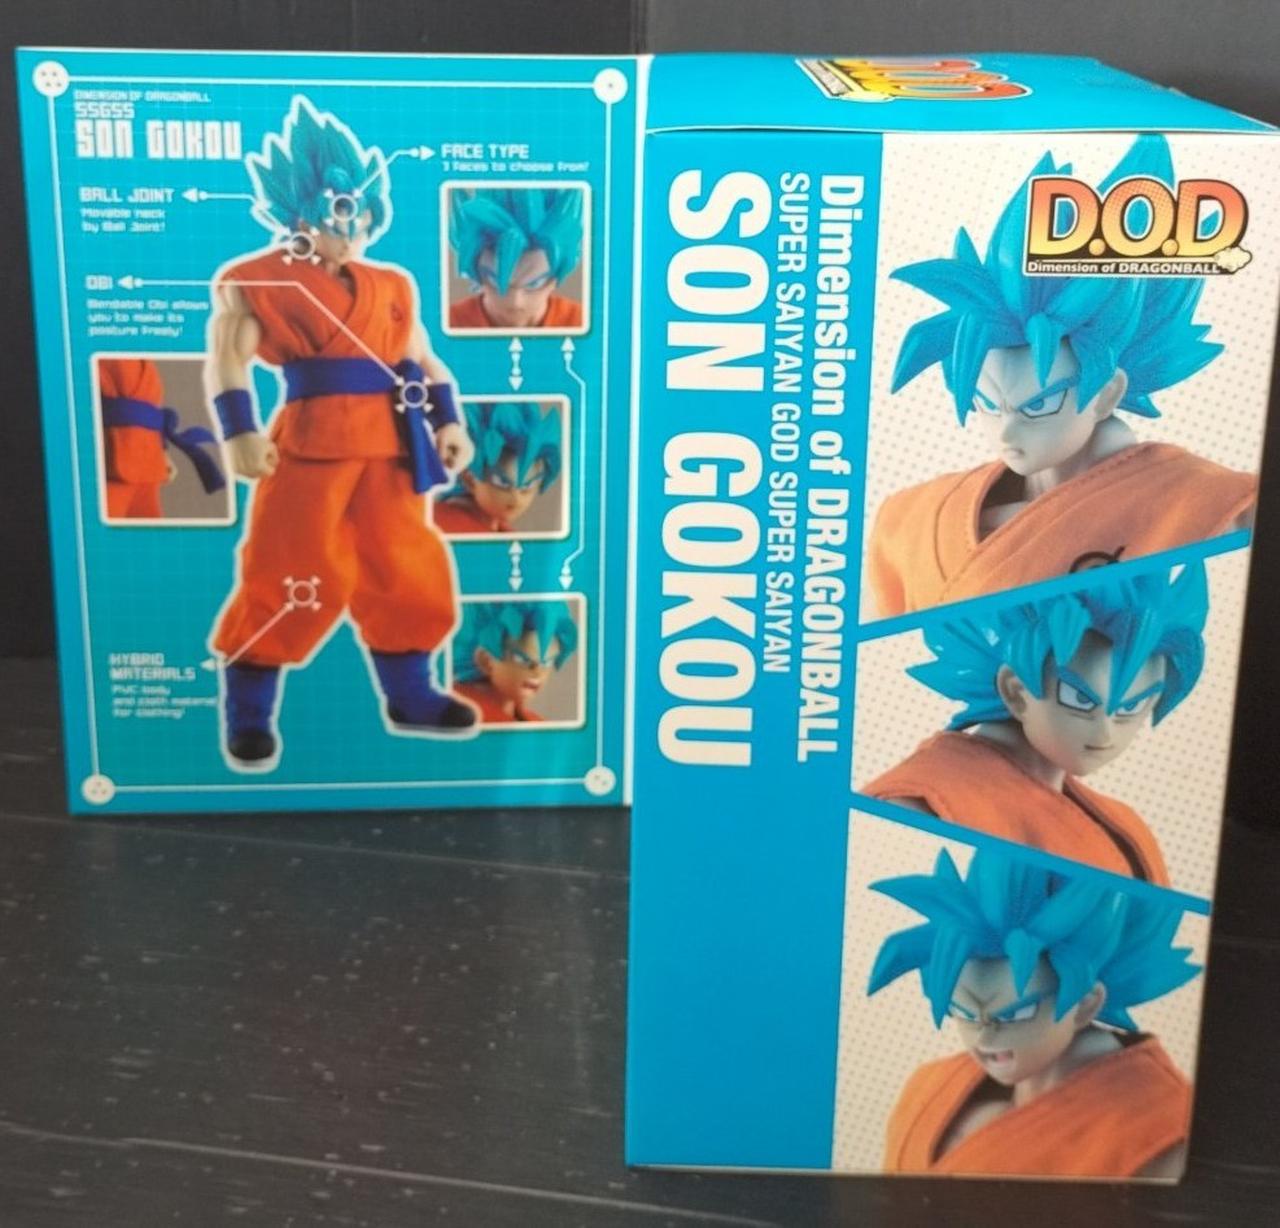 DIMENSION OF DRAGONBALL
SSGSS
SON GOKOU
BALL JOINT
Movable neck
by Ball Joint!
OBI
Bendable Obi allows
you to make its
posture freely!
HYBRID
MATERIALS
PVC body
and cloth material
for clothing!
FACE TYPE
3 faces to choose from!
D.O.D
Dimension of DRAGONBALL
SUPER SAIYAN GOD SUPER SAIYAN
SON GOKOU
D.O.D
Dimension of DRAGONBALL